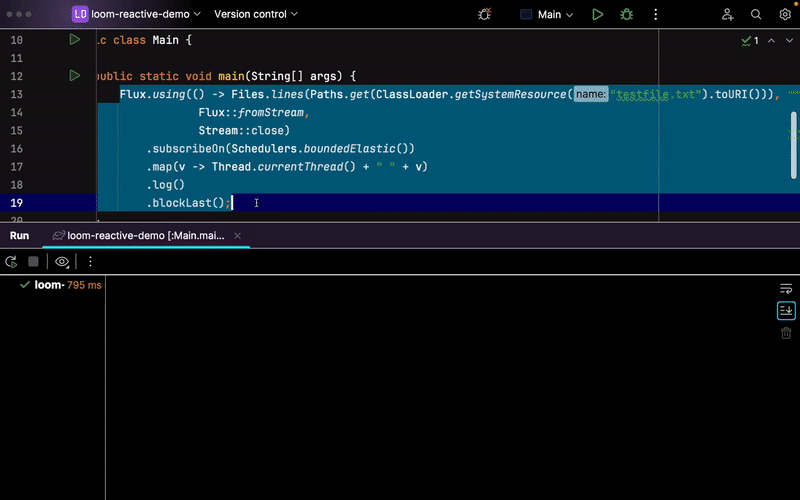 LD loom-reactive-demo Version control Main
10 ic class Main {
1
11
12 public static void main(String[] args) {
13 Flux.using(() -> Files.lines(Paths.get(ClassLoader.getSystemResource( name: "testfile.txt").toURI())),
14 Flux::fromStream,
15 Stream::close)
16 .subscribeOn(Schedulers.boundedElastic())
17 .map(v -> Thread.currentThread() + " " + v)
18 .log()
19 .blockLast();
20
Run loom-reactive-demo [:Main.mai...
loom- 795 ms